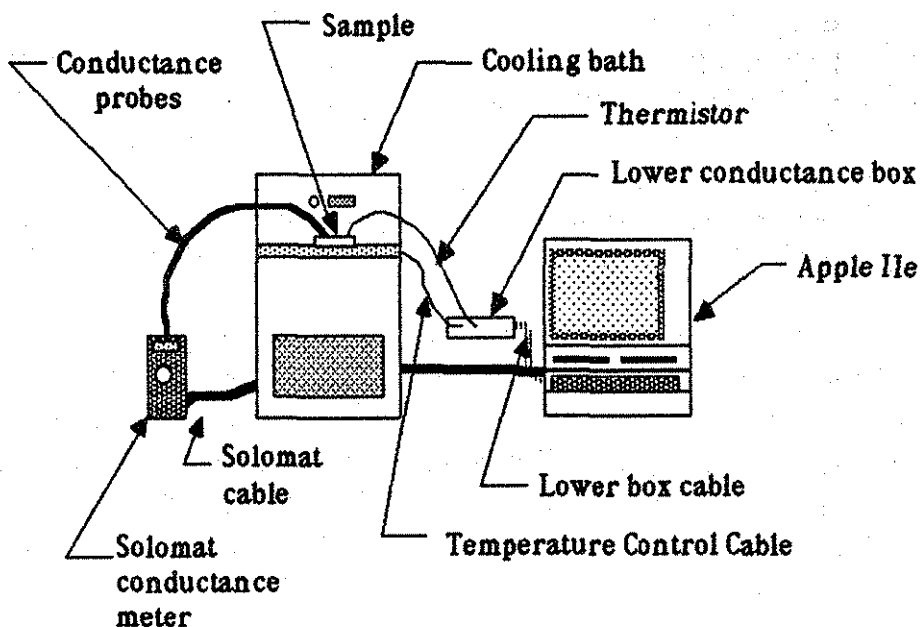 Sample
Conductance
probes
Cooling bath
Thermistor
Lower conductance box
Apple IIe
Solomat
cable
Lower box cable
Temperature Control Cable
Solomat
conductance
meter